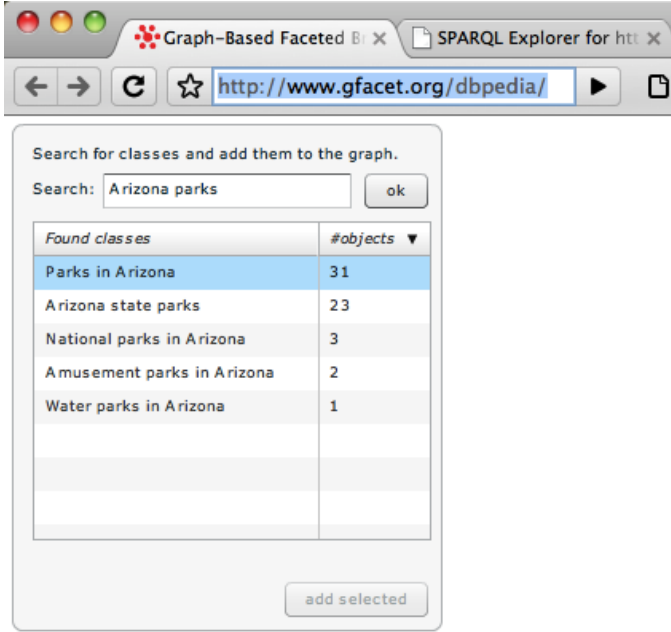 Graph-Based Faceted Br
SPARQL Explorer for htt
http://www.gfacet.org/dbpedia/
Search for classes and add them to the graph.
Search: Arizona parks ok
Found classes #objects ▼
Parks in Arizona 31
Arizona state parks 23
National parks in Arizona 3
Amusement parks in Arizona 2
Water parks in Arizona 1
add selected